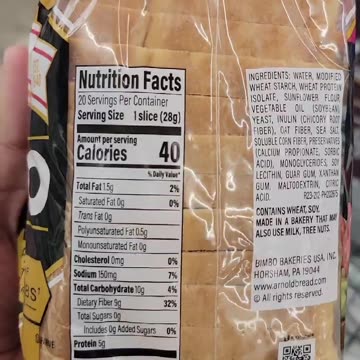 Nutrition Facts
20 Servings Per Container
Serving Size 1 slice (28g)
Amount per serving
Calories 40
% Daily Value*
Total Fat 1.5g 2%
Saturated Fat 0g 0%
Trans Fat 0g
Polyunsaturated Fat 0.5g
Monounsaturated Fat 0g
Cholesterol 0mg 0%
Sodium 150mg 7%
Total Carbohydrate 10g 4%
Dietary Fiber 9g 32%
Total Sugars 0g
Includes 0g Added Sugars 0%
Protein 5g
INGREDIENTS: WATER, MODIFIED
WHEAT STARCH, WHEAT PROTEIN
ISOLATE, SUNFLOWER FLOUR,
VEGETABLE OIL (SOYBEAN),
YEAST, INULIN (CHICORY ROOT
FIBER), OAT FIBER, SEA SALT,
SOLUBLE CORN FIBER, PRESERVATIVES
(CALCIUM PROPIONATE, SORBIC
ACID), MONOGLYCERIDES, SOY
LECITHIN, GUAR GUM, XANTHAN
GUM, MALTODEXTRIN, CITRIC
ACID.
CONTAINS WHEAT, SOY.
MADE IN A BAKERY THAT MAY
ALSO USE MILK, TREE NUTS.
BIMBO BAKERIES USA, INC.
HORSHAM, PA 19044
www.arnoldbread.com
© All rights reserved.